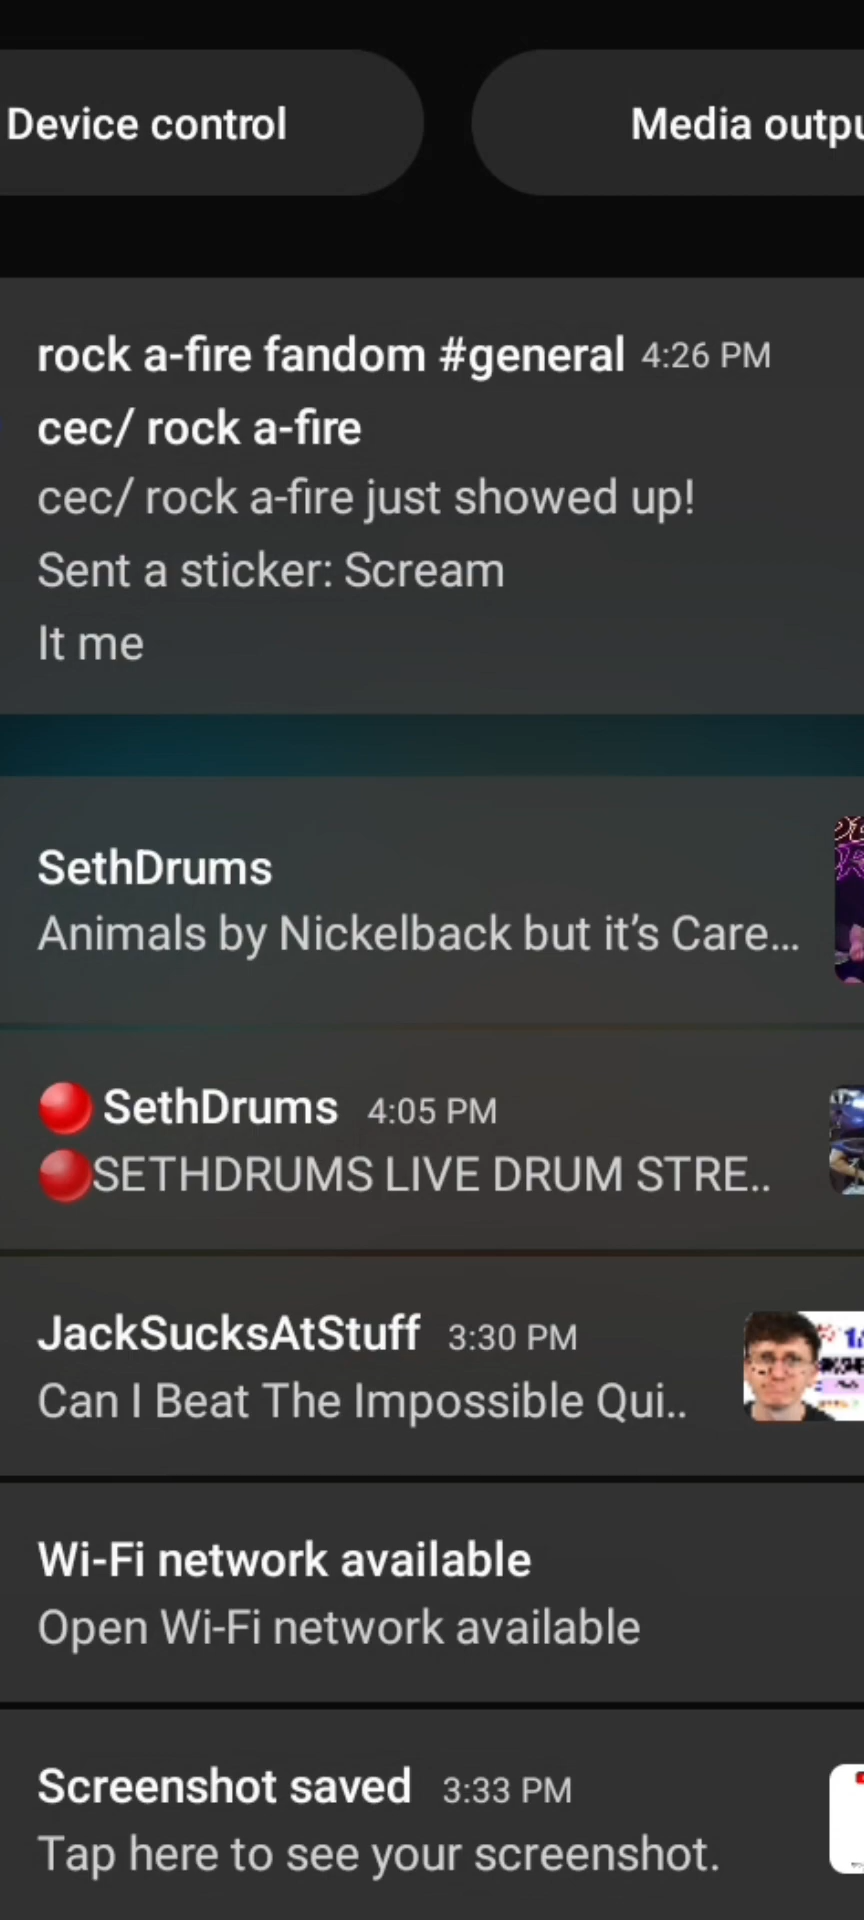 Device control
Media outpu
rock a-fire fandom #general 4:26 PM
cec/ rock a-fire
cec/ rock a-fire just showed up!
Sent a sticker: Scream
It me
SethDrums
Animals by Nickelback but it’s Care...
🔴 SethDrums 4:05 PM
🔴SETHDRUMS LIVE DRUM STRE..
JackSucksAtStuff 3:30 PM
Can I Beat The Impossible Qui..
Wi-Fi network available
Open Wi-Fi network available
Screenshot saved 3:33 PM
Tap here to see your screenshot.